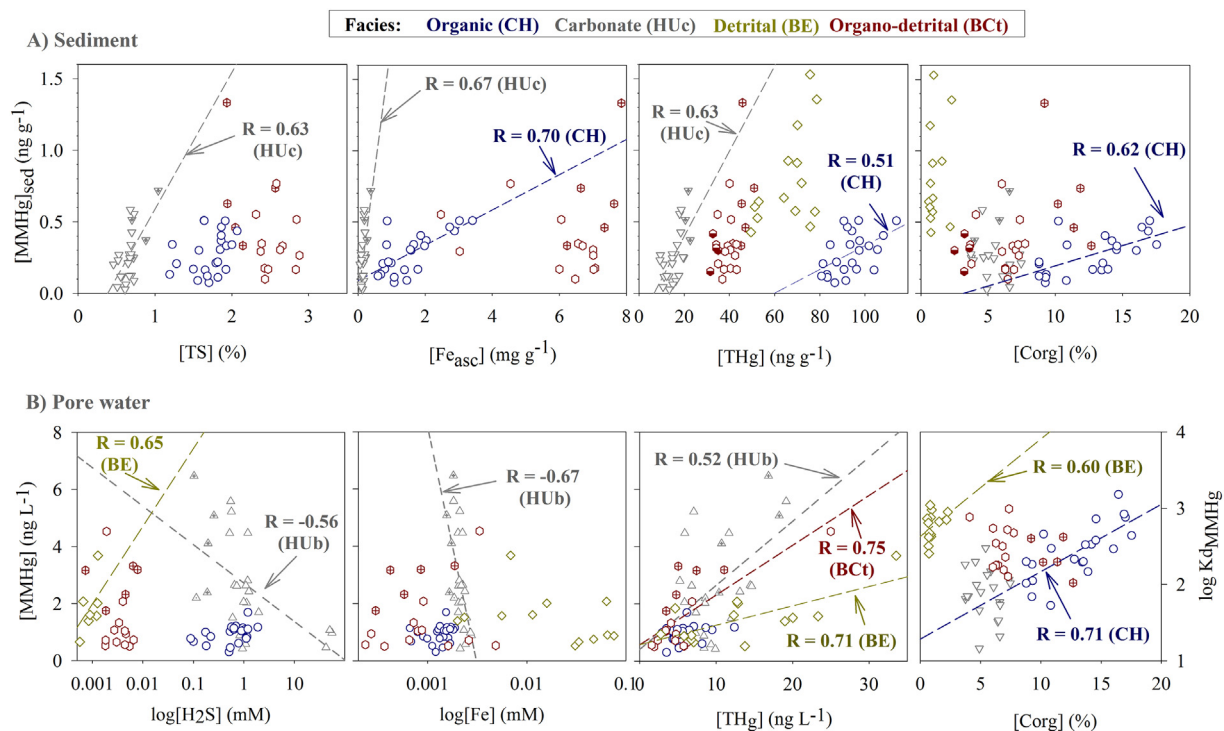 Facies: Organic (CH) Carbonate (HUc) Detrital (BE) Organo-detrital (BCt)
A) Sediment
[MMHg]sed (ng g-1)
1.5
1.0
0.5
0.0
R = 0.63
(HUc)
0 1 2 3
[TS] (%)
R = 0.67 (HUc)
R = 0.70 (CH)
0 2 4 6 8
[Feasc] (mg g-1)
R = 0.63
(HUc)
R = 0.51
(CH)
0 20 40 60 80 100
[THg] (ng g-1)
R = 0.62 (CH)
0 5 10 15 20
[Corg] (%)
B) Pore water
[MMHg] (ng L-1)
8
6
4
2
0
R = 0.65
(BE)
R = -0.56
(HUb)
0.001 0.01 0.1 1 10
log[H2S] (mM)
R = -0.67
(HUb)
0.001 0.01 0.1
log[Fe] (mM)
R = 0.52 (HUb)
R = 0.75
(BCt)
R = 0.71 (BE)
0 10 20 30
[THg] (ng L-1)
R = 0.60 (BE)
R = 0.71 (CH)
0 5 10 15 20
[Corg] (%)
4
3
2
1
log KdMMHg